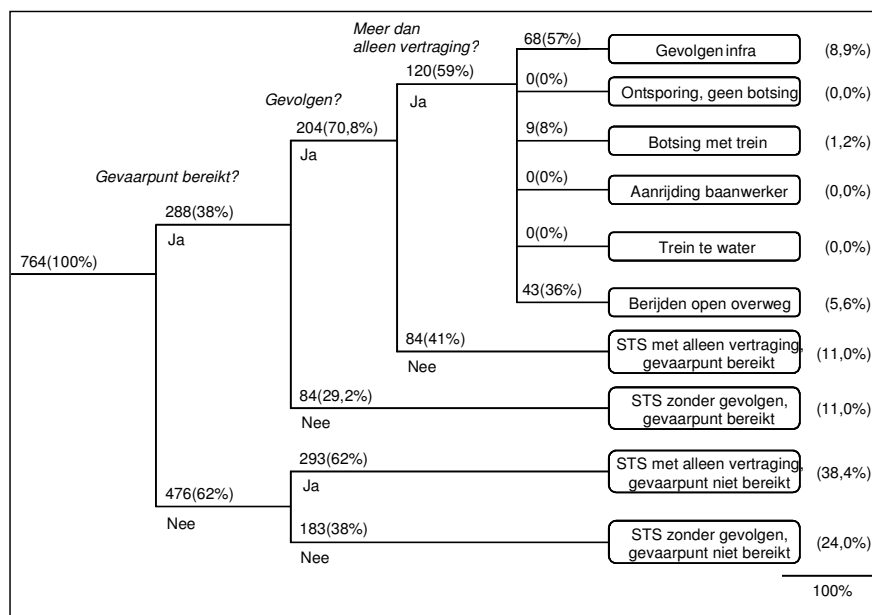 Meer dan
alleen vertraging?
68(57%)
Gevolgen infra
(8,9%)
120(59%)
Ja
0(0%)
Ontsporing, geen botsing
(0,0%)
Gevolgen?
204(70,8%)
Ja
9(8%)
Botsing met trein
(1,2%)
Gevaarpunt bereikt?
288(38%)
Ja
0(0%)
Aanrijding baanwerker
(0,0%)
764(100%)
0(0%)
Trein te water
(0,0%)
43(36%)
Berijden open overweg
(5,6%)
84(41%)
Nee
STS met alleen vertraging,
gevaarpunt bereikt
(11,0%)
84(29,2%)
Nee
STS zonder gevolgen,
gevaarpunt bereikt
(11,0%)
476(62%)
Nee
293(62%)
Ja
STS met alleen vertraging,
gevaarpunt niet bereikt
(38,4%)
183(38%)
Nee
STS zonder gevolgen,
gevaarpunt niet bereikt
(24,0%)
100%